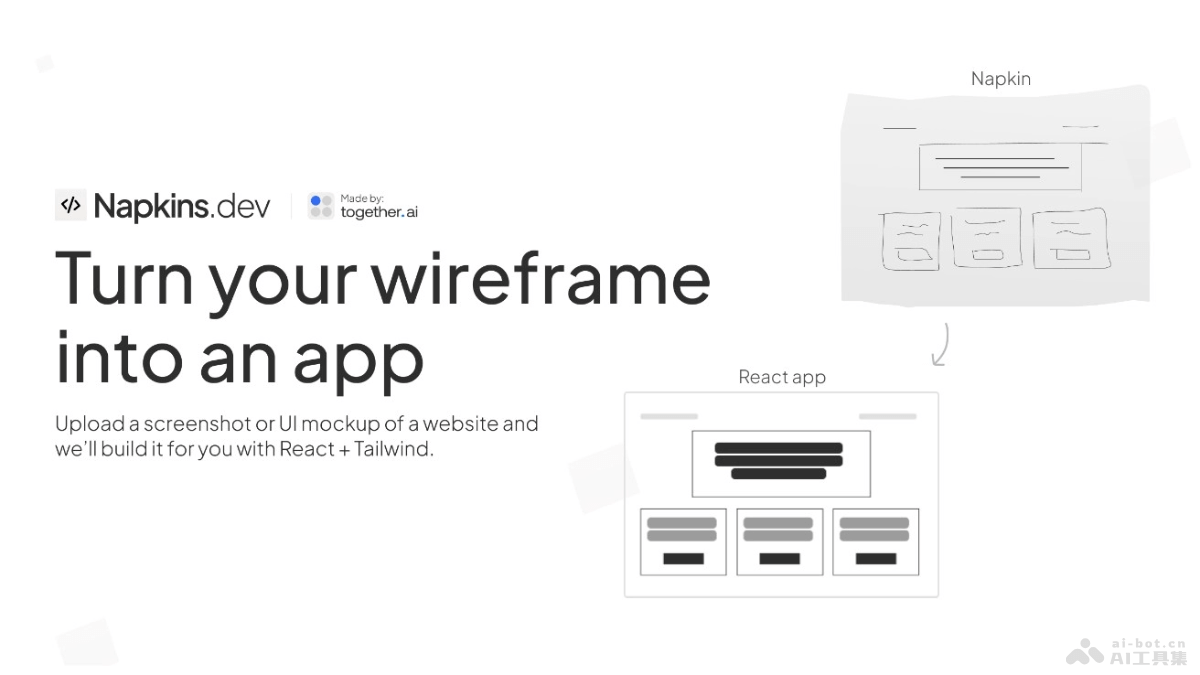 Napkin
</> Napkins.dev
Made by:
together.ai
Turn your wireframe
into an app
Upload a screenshot or UI mockup of a website and
we'll build it for you with React + Tailwind.
React app
ai-bot.cn
AI工具集